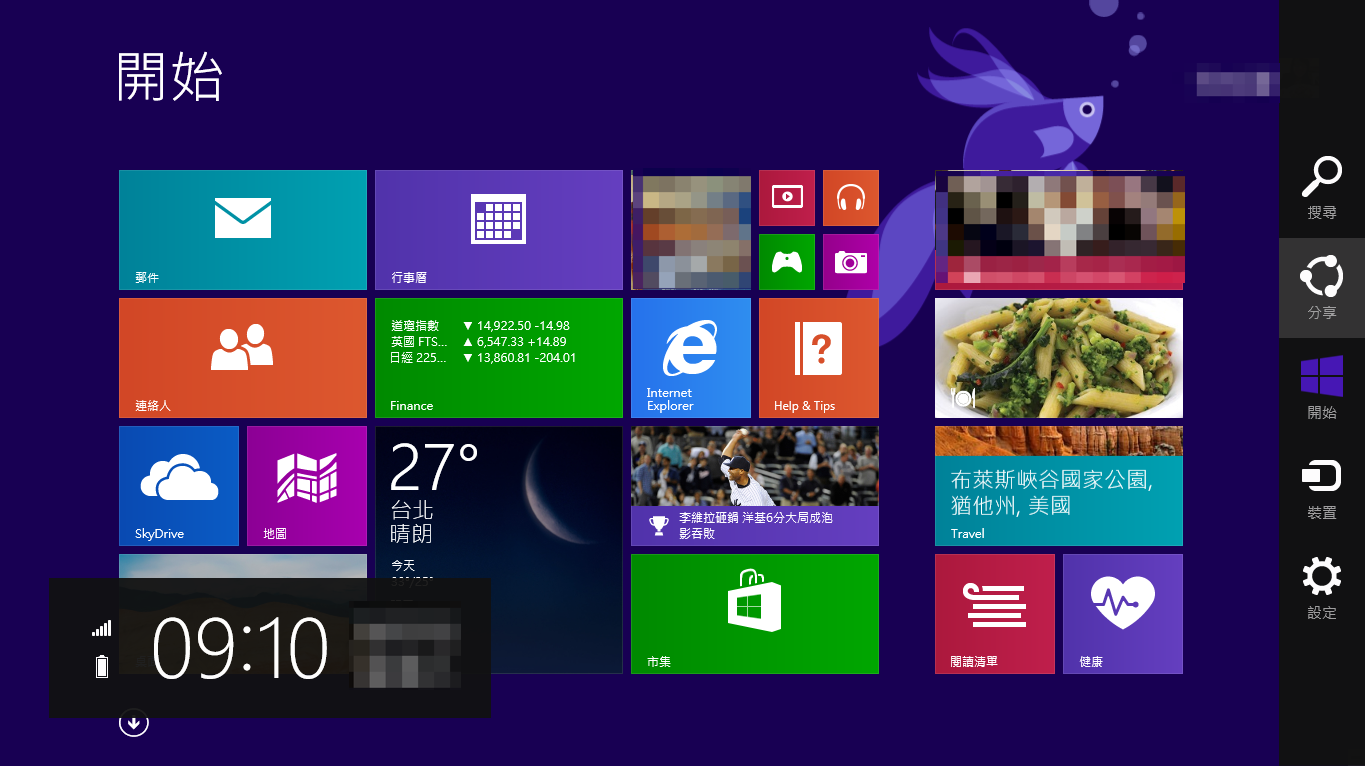 開始
郵件
行事曆
連絡人
道瓊指數 ▼ 14,922.50 -14.98
英國 FTS... ▲ 6,547.33 +14.89
日經 225... ▼ 13,860.81 -204.01
Finance
Internet
Explorer
Help & Tips
SkyDrive
地圖
27°
台北
晴朗
今天
李維拉砸鍋 洋基6分大局成泡
影吞敗
市集
布萊斯峽谷國家公園,
猶他州, 美國
Travel
閱讀清單
健康
09:10
搜尋
分享
開始
裝置
設定